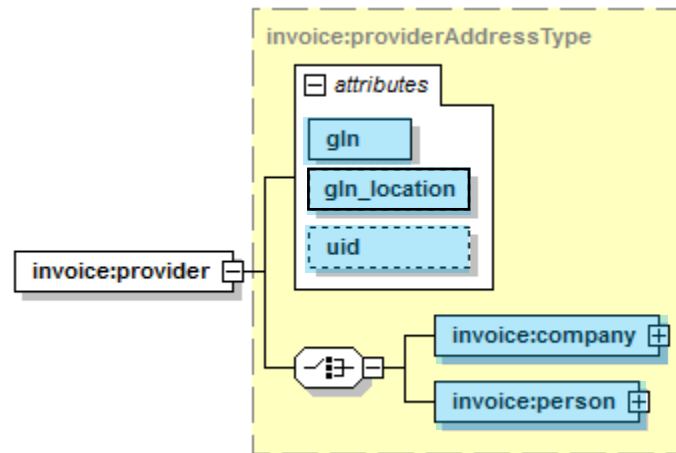 invoice:providerAddressType
attributes
gln
gln_location
uid
invoice:provider
invoice:company
invoice:person